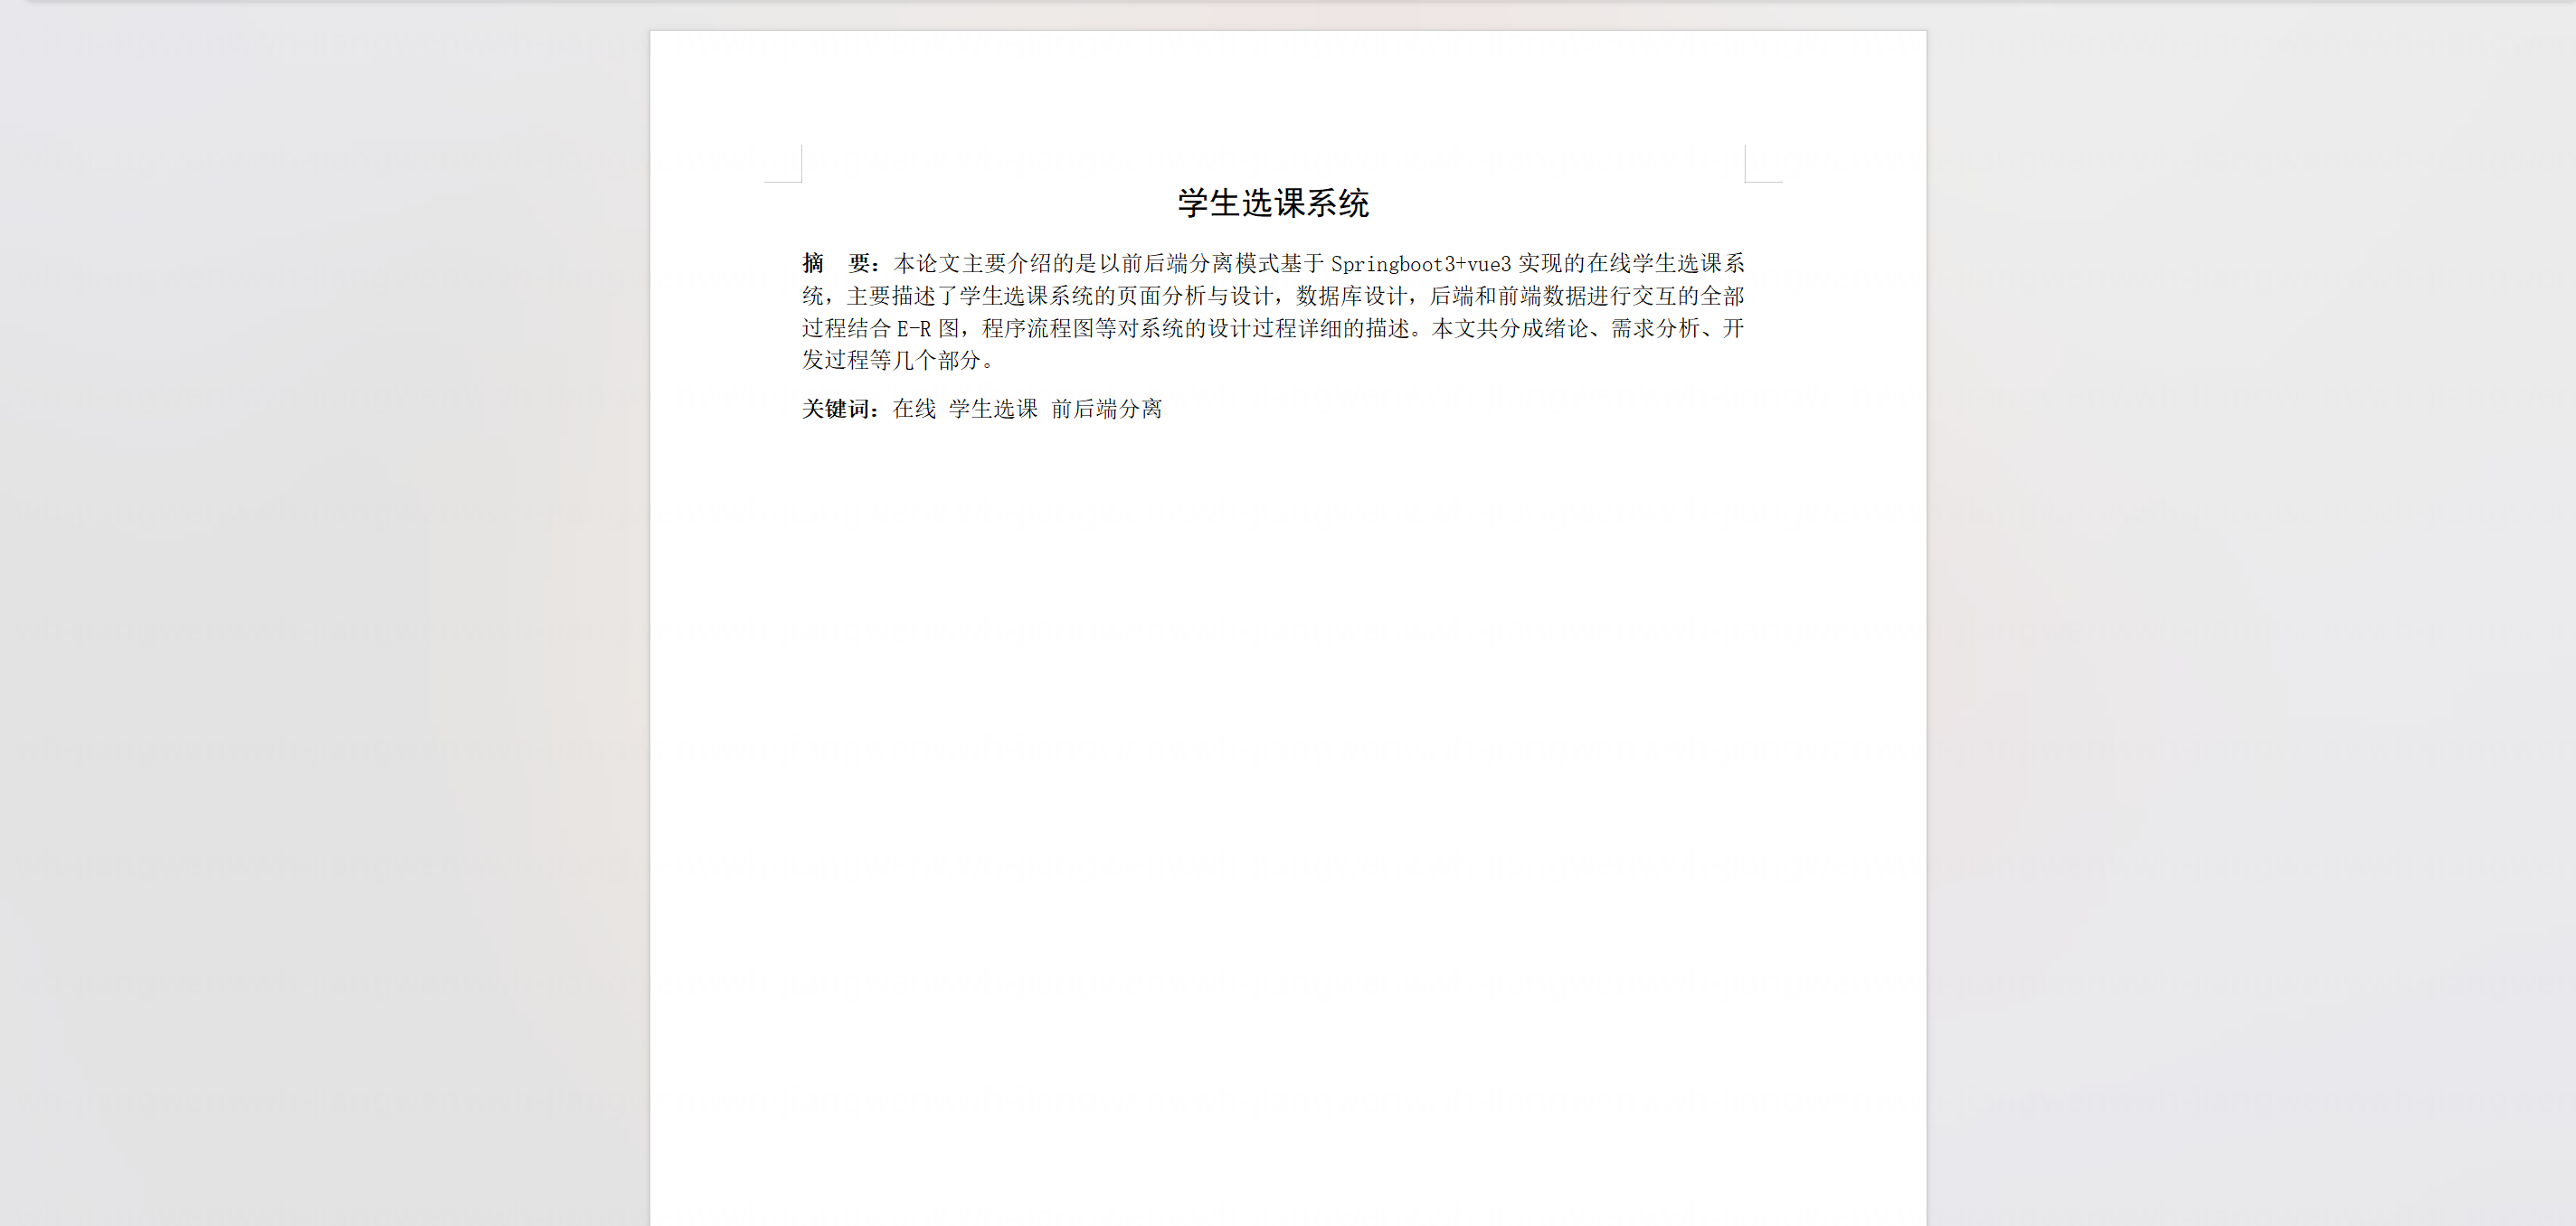 学生选课系统
摘　要：本论文主要介绍的是以前后端分离模式基于 Springboot3+vue3 实现的在线学生选课系
统，主要描述了学生选课系统的页面分析与设计，数据库设计，后端和前端数据进行交互的全部
过程结合 E-R 图，程序流程图等对系统的设计过程详细的描述。本文共分成绪论、需求分析、开
发过程等几个部分。
关键词：在线 学生选课 前后端分离